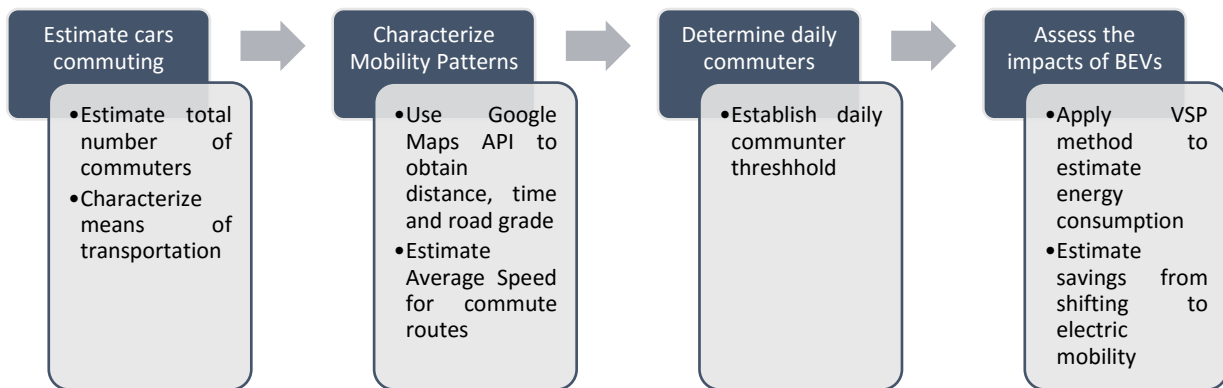 Estimate cars
commuting
•Estimate total
number of
commuters
•Characterize
means of
transportation
Characterize
Mobility Patterns
•Use Google
Maps API to
obtain
distance, time
and road grade
•Estimate
Average Speed
for commute
routes
Determine daily
commuters
•Establish daily
communter
threshhold
Assess the
impacts of BEVs
•Apply VSP
method to
estimate
energy
consumption
•Estimate
savings from
shifting to
electric
mobility